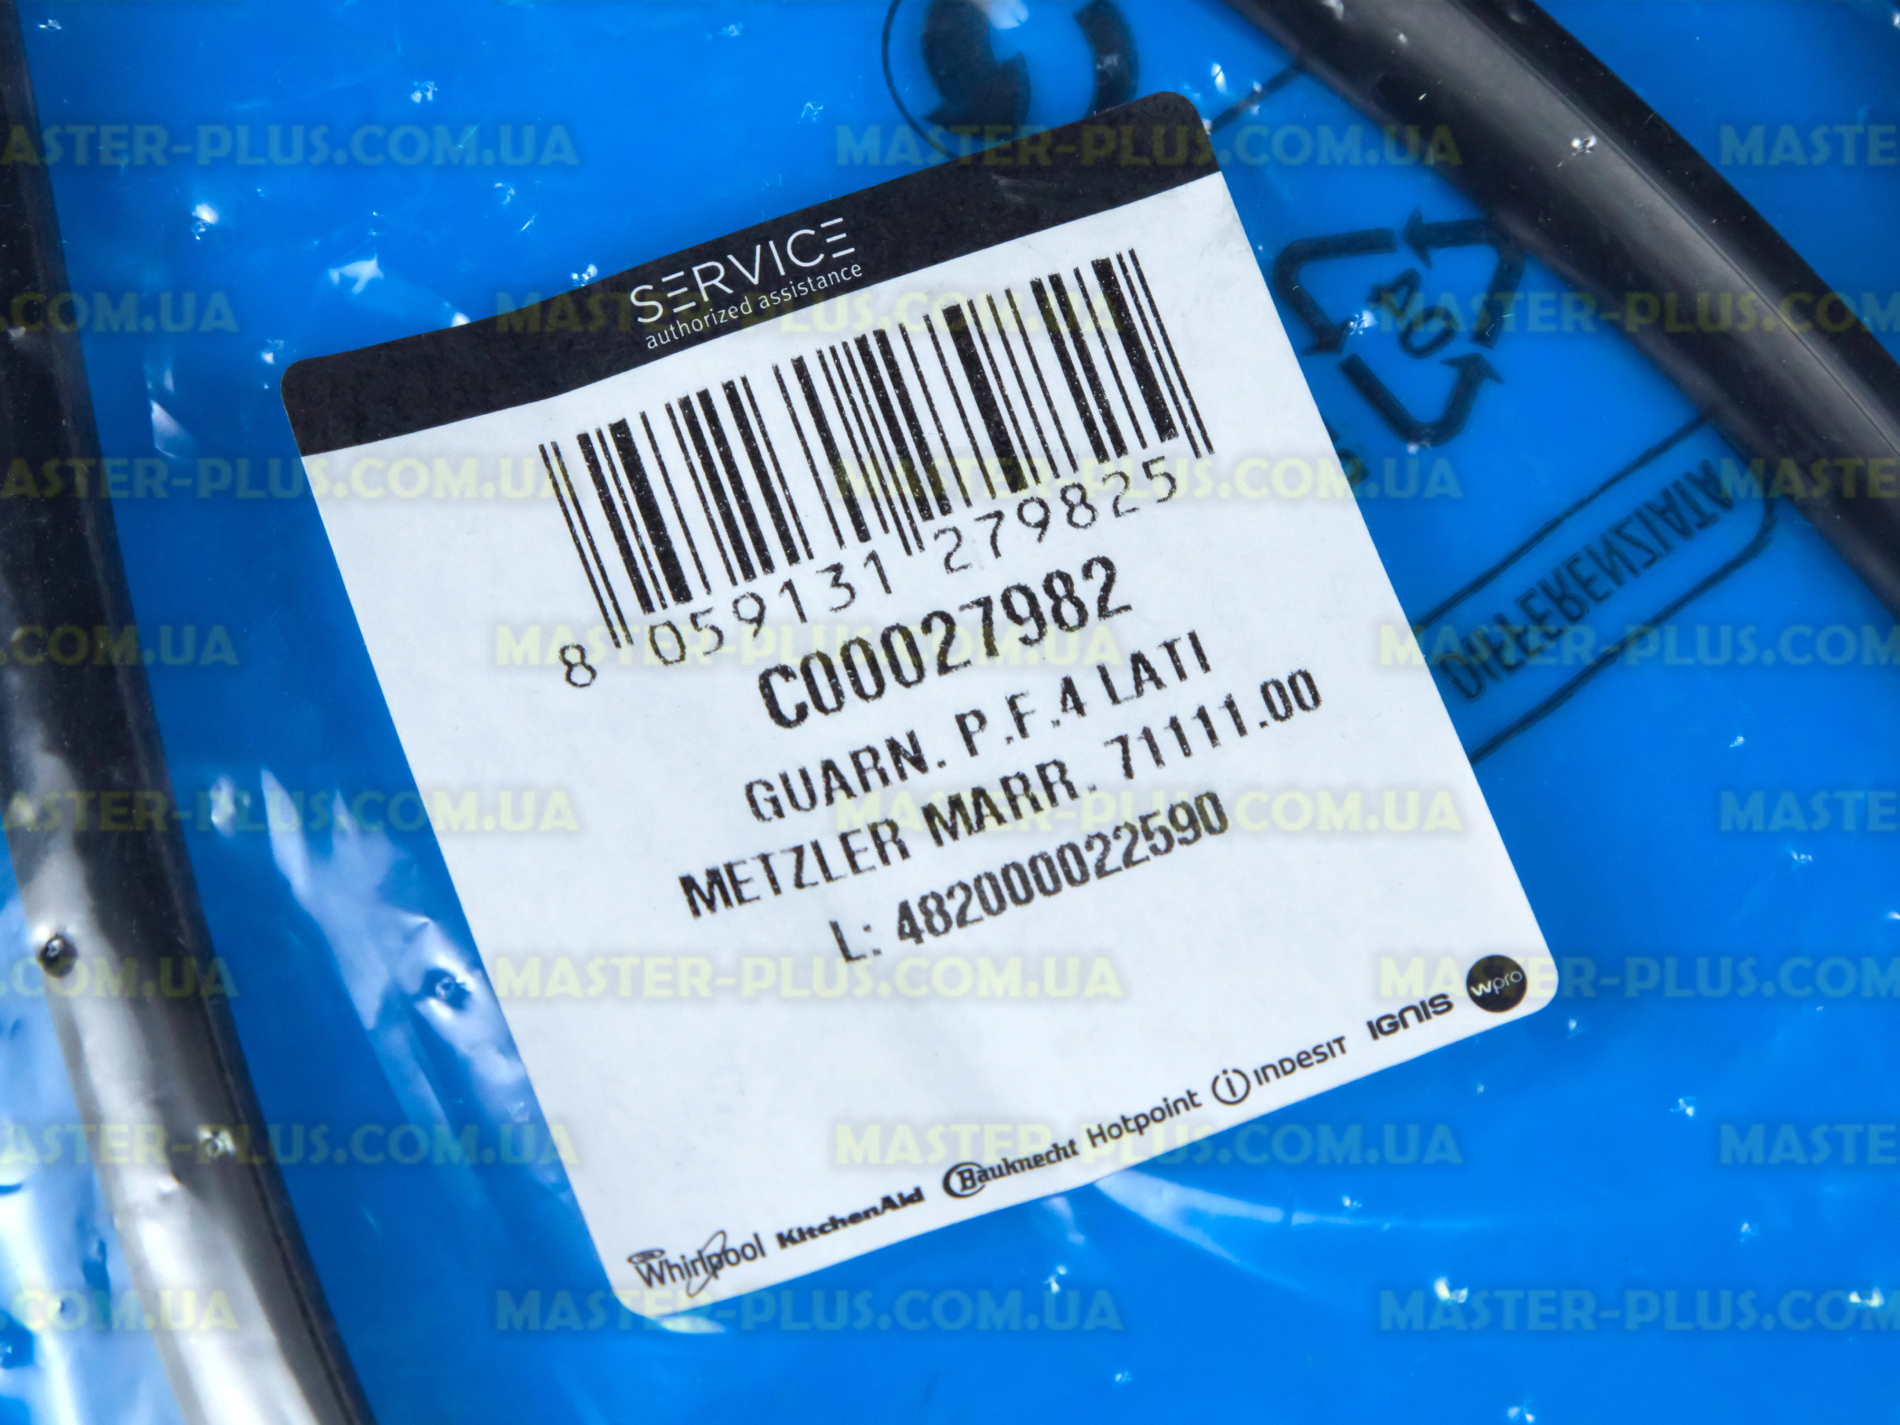 SERVICE
authorized assistance
8 059131 279825
C00027982
GUARN. P.F.4 LATI
METZLER MARR. 71111.00
L: 482000022590
Whirlpool KitchenAid Bauknecht Hotpoint indesit IGNIS wpro
04
DIFFERENZIATA
MASTER-PLUS.COM.UA